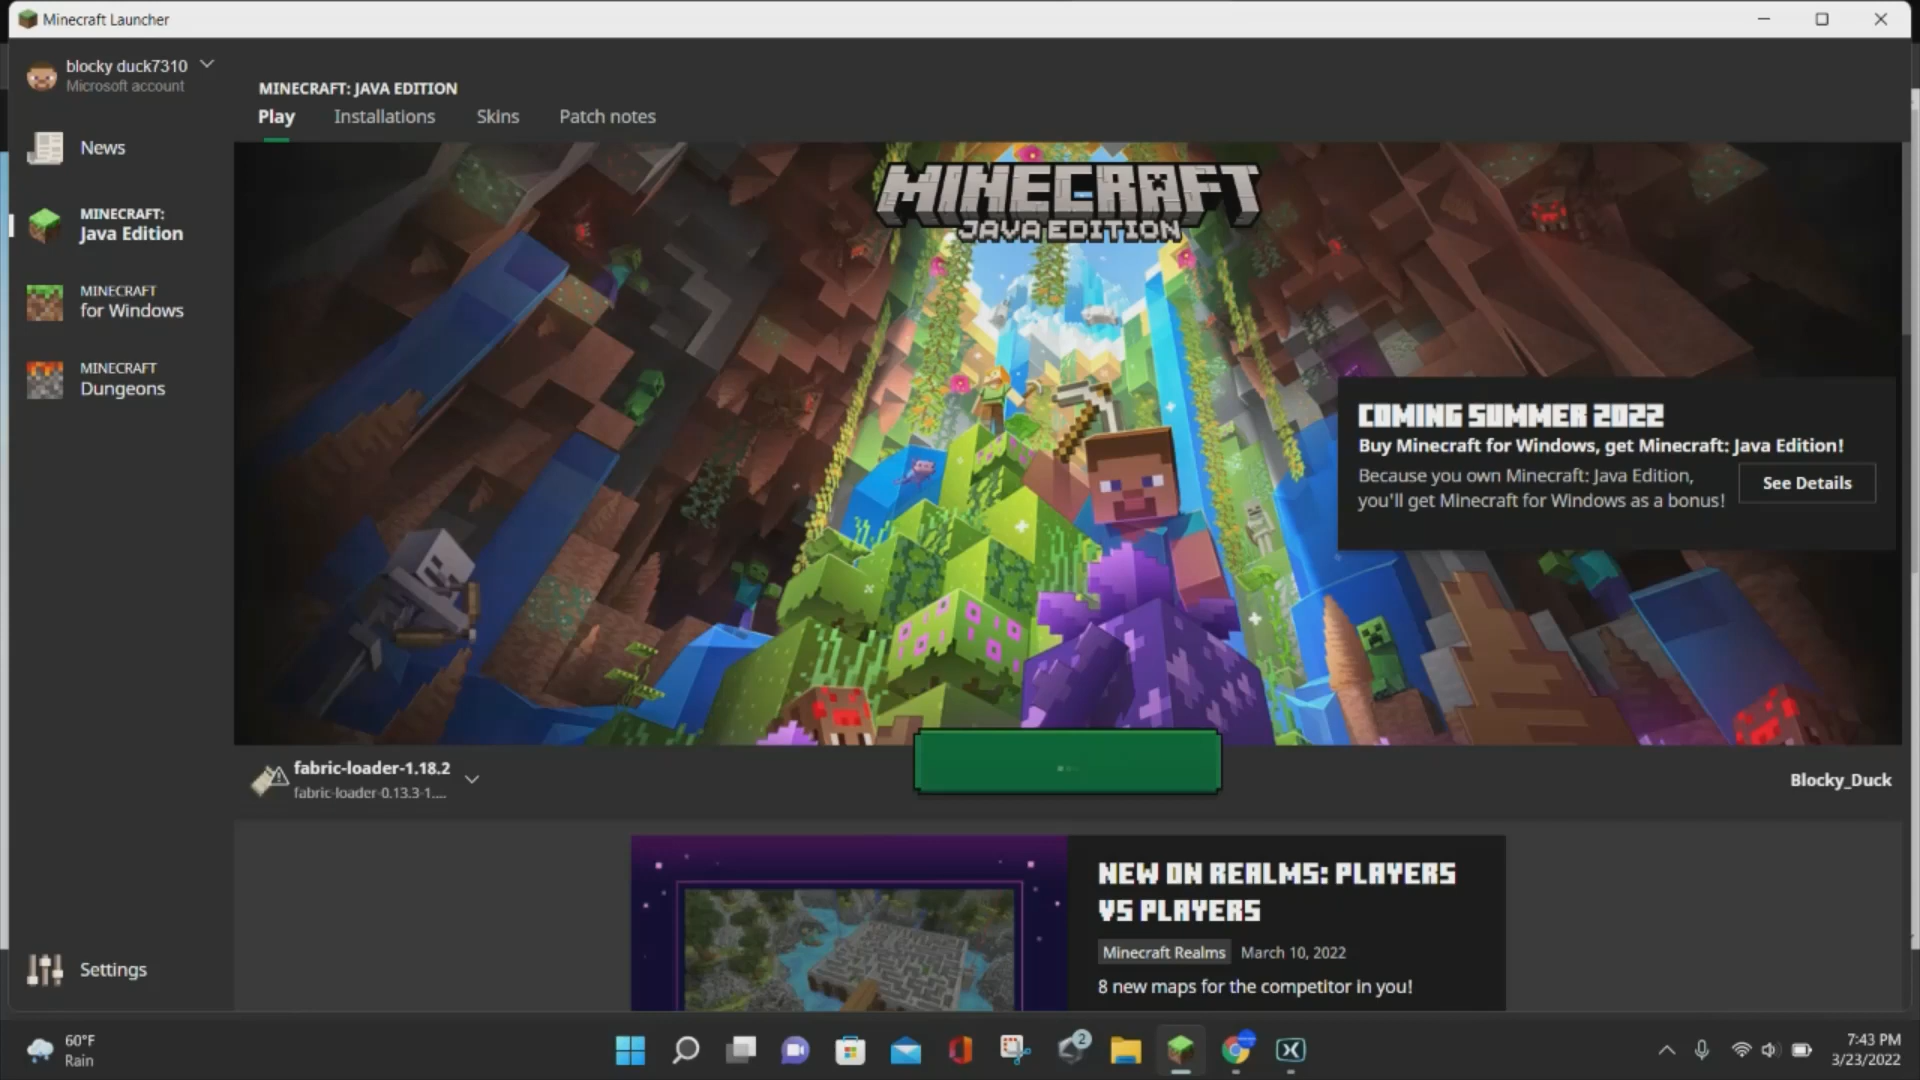 Minecraft Launcher
blocky duck7310
Microsoft account
News
MINECRAFT:
Java Edition
MINECRAFT
for Windows
MINECRAFT
Dungeons
Settings
MINECRAFT: JAVA EDITION
Play Installations Skins Patch notes
MINECRAFT
JAVA EDITION
COMING SUMMER 2022
Buy Minecraft for Windows, get Minecraft: Java Edition!
Because you own Minecraft: Java Edition,
you'll get Minecraft for Windows as a bonus!
See Details
fabric-loader-1.18.2
fabric-loader-0.13.3-1....
Blocky_Duck
NEW ON REALMS: PLAYERS
VS PLAYERS
Minecraft Realms March 10, 2022
8 new maps for the competitor in you!
60°F
Rain
2
7:43 PM
3/23/2022